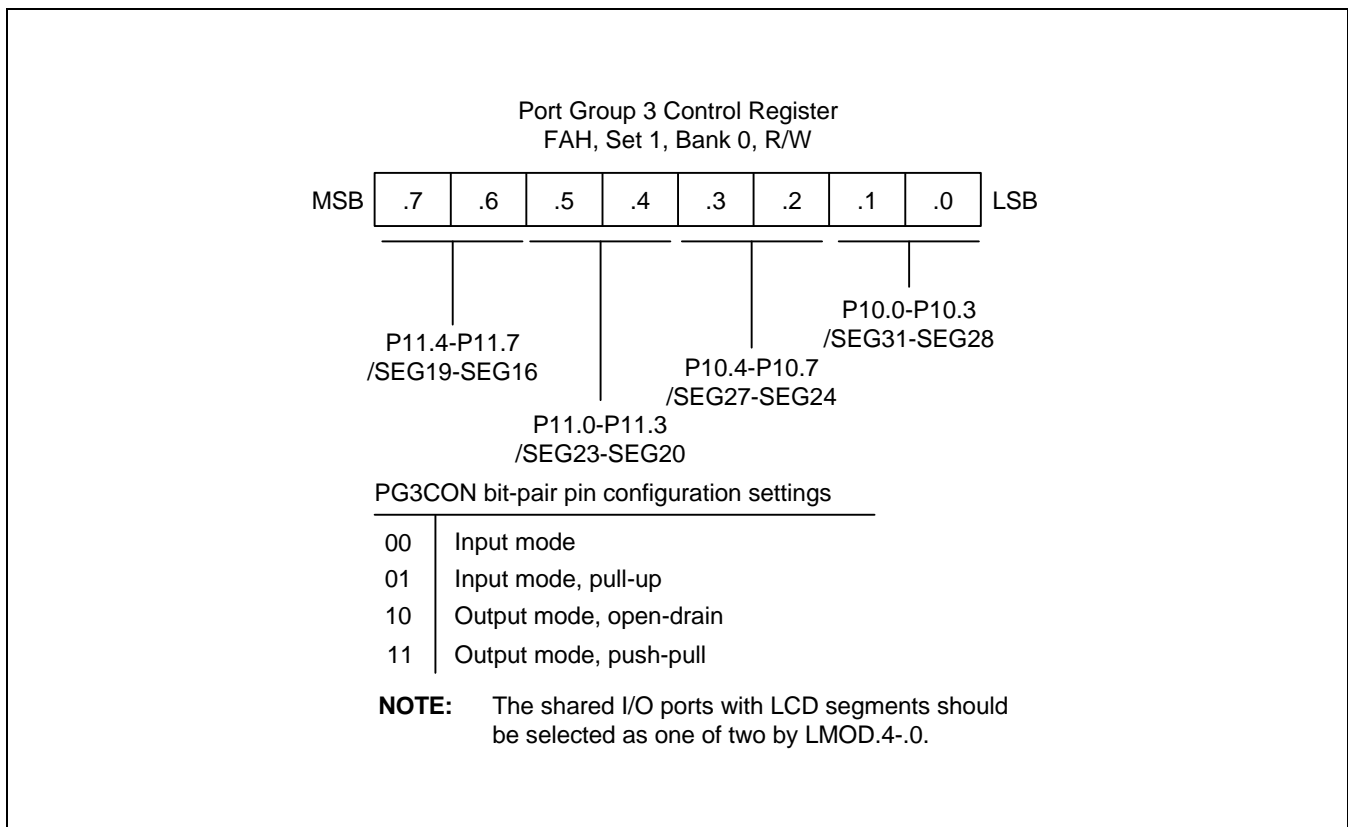 Port Group 3 Control Register
FAH, Set 1, Bank 0, R/W
MSB .7 .6 .5 .4 .3 .2 .1 .0 LSB
P11.4-P11.7
/SEG19-SEG16
P11.0-P11.3
/SEG23-SEG20
P10.4-P10.7
/SEG27-SEG24
P10.0-P10.3
/SEG31-SEG28
PG3CON bit-pair pin configuration settings
00 Input mode
01 Input mode, pull-up
10 Output mode, open-drain
11 Output mode, push-pull
NOTE: The shared I/O ports with LCD segments should
be selected as one of two by LMOD.4-.0.